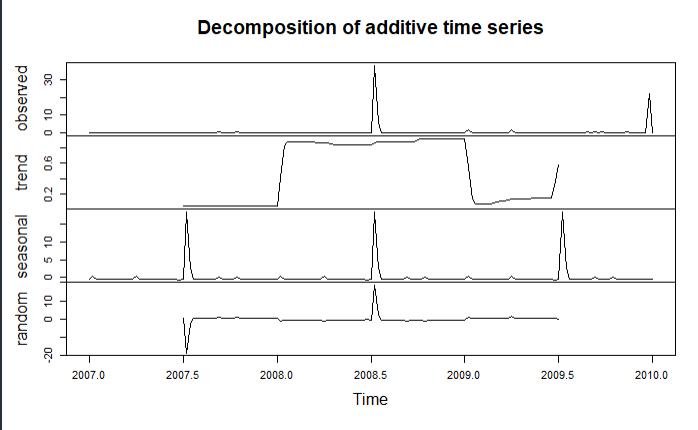 Decomposition of additive time series
observed
0 10 30
trend
0.2 0.6
seasonal
0 5 10
random
-20 0 10
2007.0 2007.5 2008.0 2008.5 2009.0 2009.5 2010.0
Time